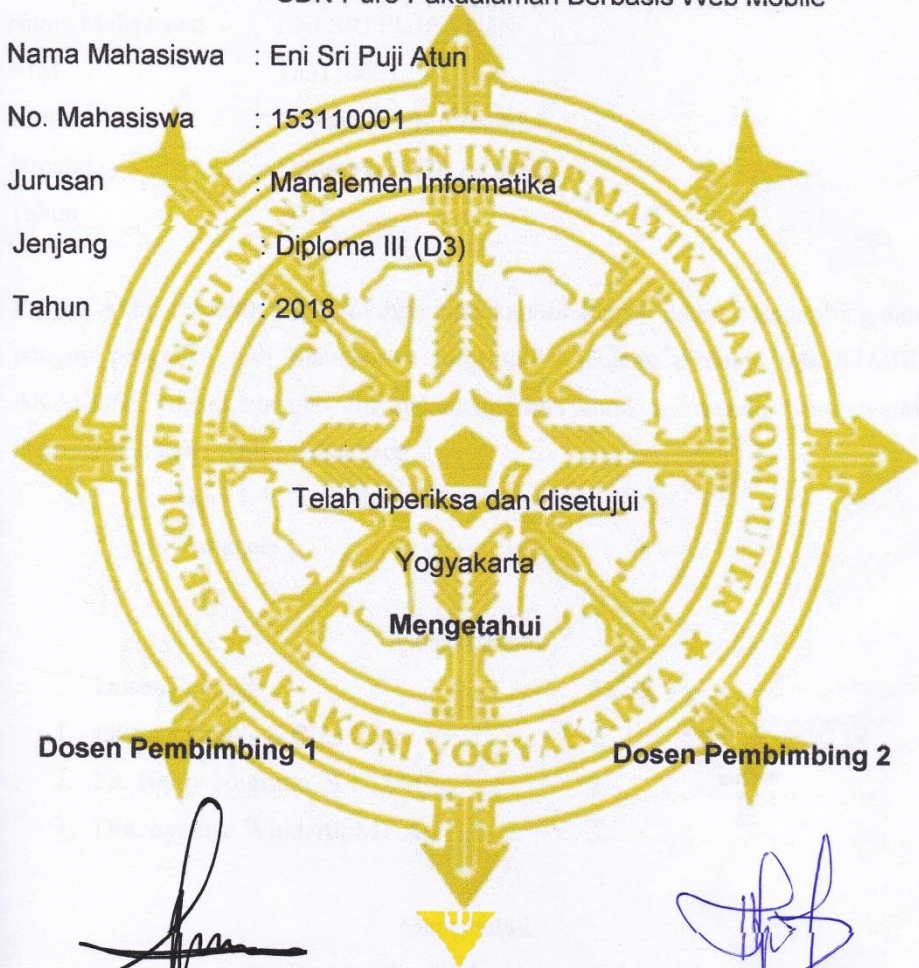 SDN Puro Pakualaman Berbasis Web Mobile
Nama Mahasiswa : Eni Sri Puji Atun
No. Mahasiswa : 153110001
Jurusan : Manajemen Informatika
Jenjang : Diploma III (D3)
Tahun : 2018
SEKOLAH TINGGI MANAJEMEN INFORMATIKA DAN KOMPUTER
AKAKOM YOGYAKARTA
Telah diperiksa dan disetujui
Yogyakarta
Mengetahui
Dosen Pembimbing 1 Dosen Pembimbing 2